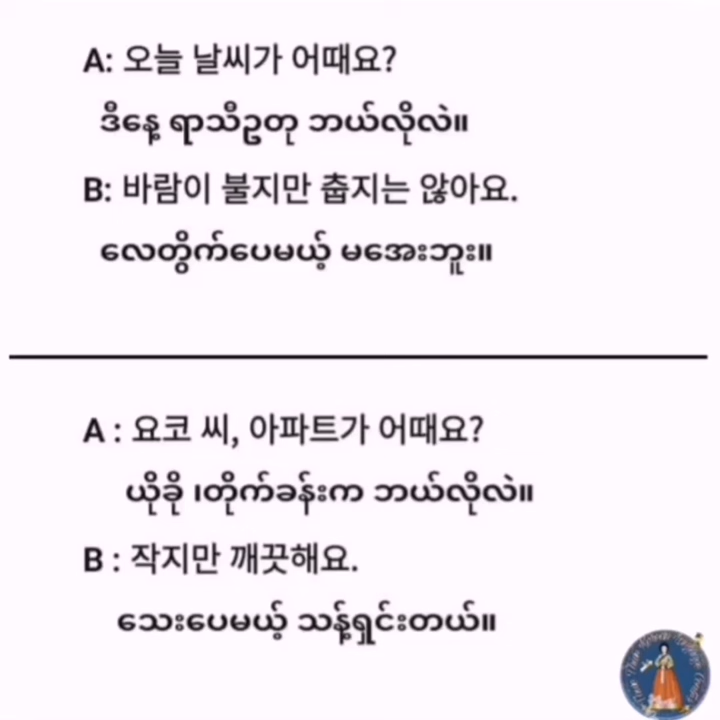 A: 오늘 날씨가 어때요?
ဒီနေ့ ရာသီဥတု ဘယ်လိုလဲ။
B: 바람이 불지만 춥지는 않아요.
လေတိုက်ပေမယ့် မအေးဘူး။
A : 요코 씨, 아파트가 어때요?
ယိုခို ၊တိုက်ခန်းက ဘယ်လိုလဲ။
B : 작지만 깨끗해요.
သေးပေမယ့် သန့်ရှင်းတယ်။